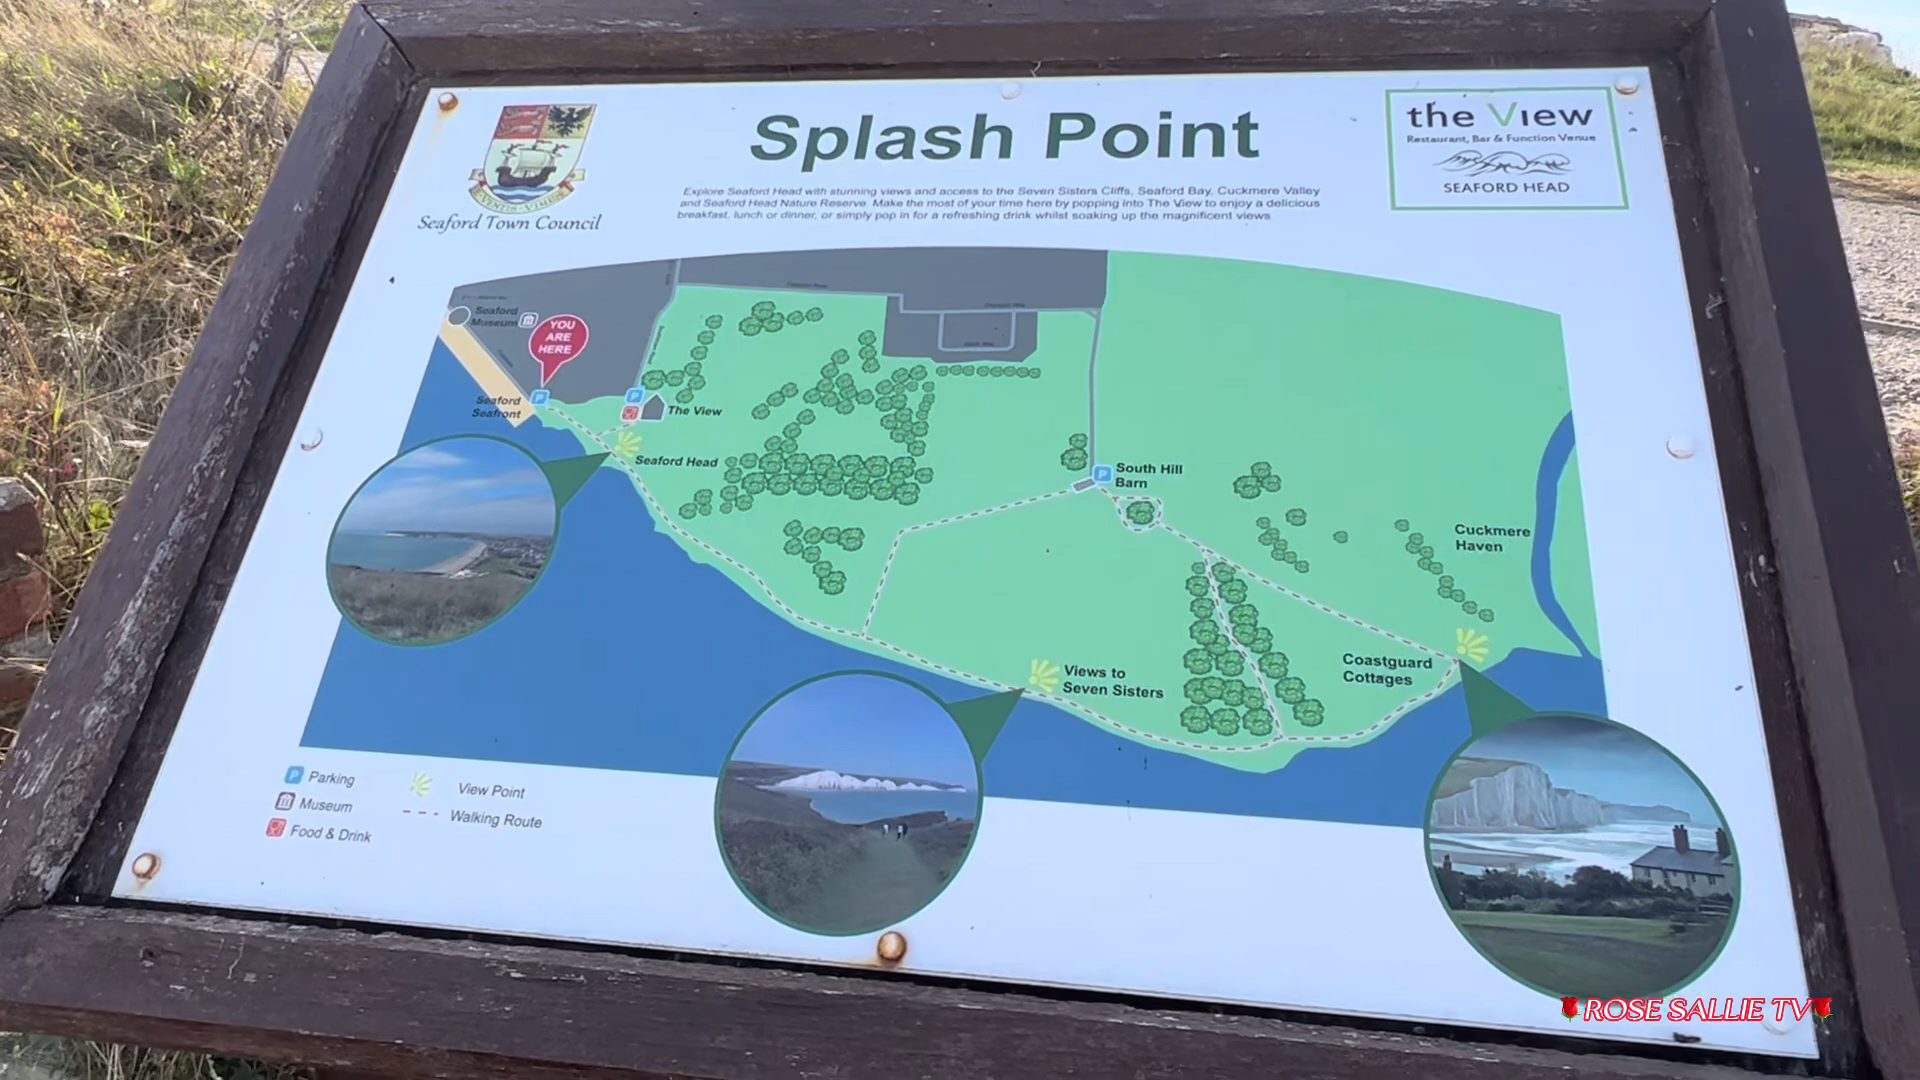 Splash Point
Seaford Town Council
the View
Restaurant, Bar & Function Venue
SEAFORD HEAD
Explore Seaford Head with stunning views and access to the Seven Sisters Cliffs, Seaford Bay, Cuckmere Valley
and Seaford Head Nature Reserve. Make the most of your time here by popping into The View to enjoy a delicious
breakfast, lunch or dinner, or simply pop in for a refreshing drink whilst soaking up the magnificent views.
Seaford
Museum
YOU
ARE
HERE
Seaford
Seafront
P
P
The View
Seaford Head
P
South Hill
Barn
Cuckmere
Haven
Views to
Seven Sisters
Coastguard
Cottages
P Parking
Museum
Food & Drink
View Point
Walking Route
ROSE SALLIE TV